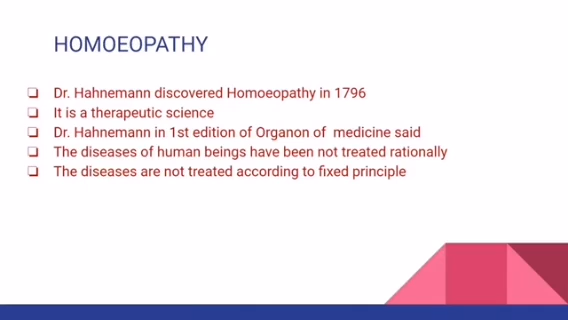 HOMOEOPATHY
❑ Dr. Hahnemann discovered Homoeopathy in 1796
❑ It is a therapeutic science
❑ Dr. Hahnemann in 1st edition of Organon of  medicine said
❑ The diseases of human beings have been not treated rationally
❑ The diseases are not treated according to fixed principle